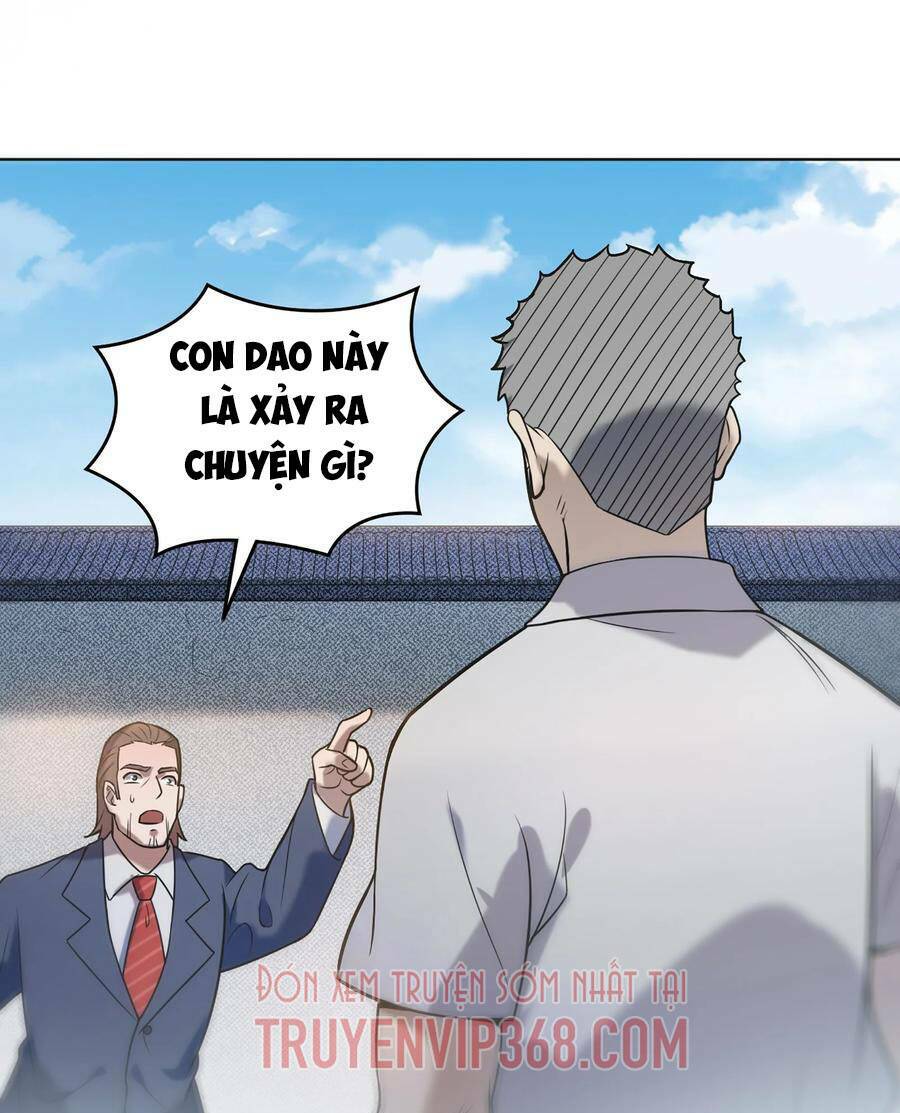 CON DAO NÀY
LÀ XẢY RA
CHUYỆN GÌ?
ĐÓN XEM TRUYỆN SỚM NHẤT TẠI
TRUYENVIP368.COM